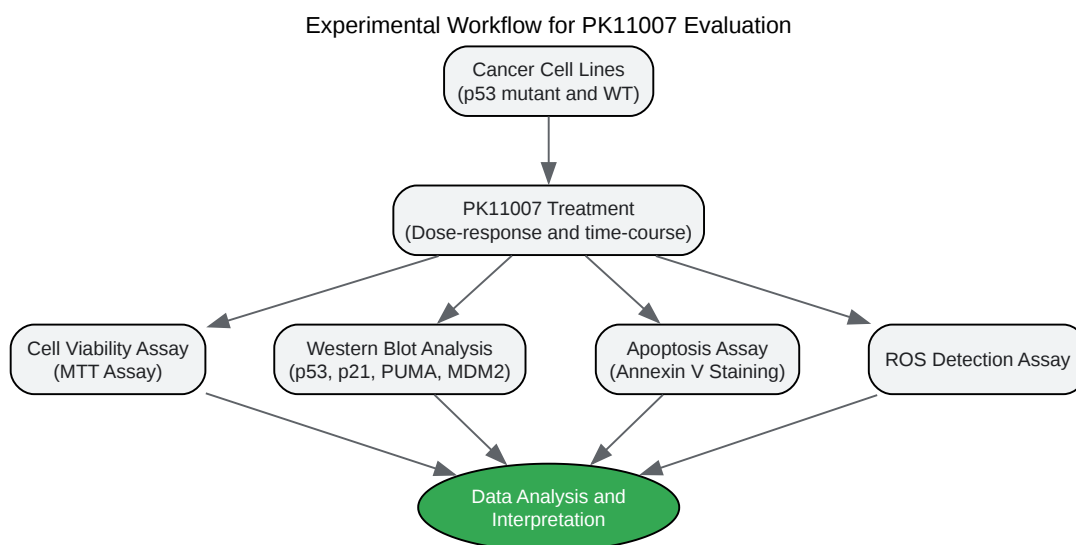 Experimental Workflow for PK11007 Evaluation
Cancer Cell Lines
(p53 mutant and WT)
PK11007 Treatment
(Dose-response and time-course)
Cell Viability Assay
(MTT Assay)
Western Blot Analysis
(p53, p21, PUMA, MDM2)
Apoptosis Assay
(Annexin V Staining)
ROS Detection Assay
Data Analysis and
Interpretation